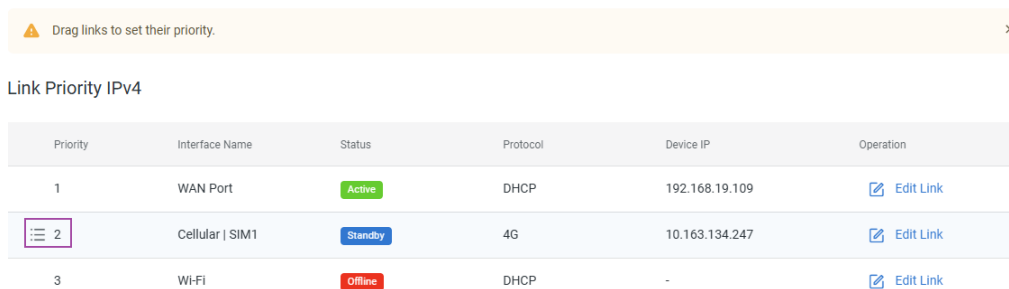 Drag links to set their priority.
Link Priority IPv4
Priority Interface Name Status Protocol Device IP Operation
1 WAN Port Active DHCP 192.168.19.109 Edit Link
2 Cellular | SIM1 Standby 4G 10.163.134.247 Edit Link
3 Wi-Fi Offline DHCP - Edit Link